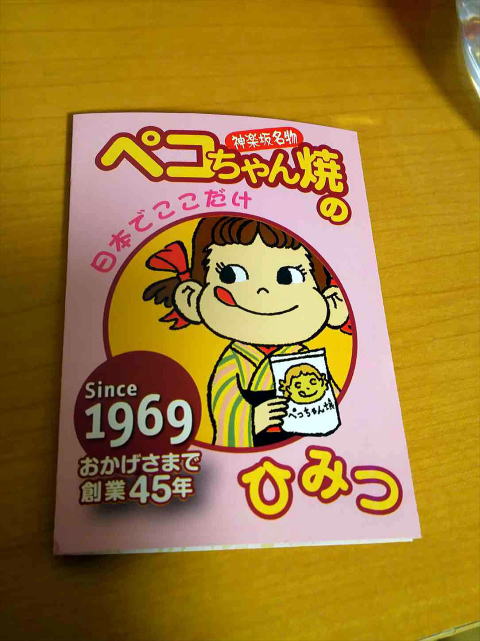 神楽坂名物
ペコちゃん焼の
日本でここだけ
ぺっちゃん焼
Since
1969
おかげさまで
創業45年
ひみつ